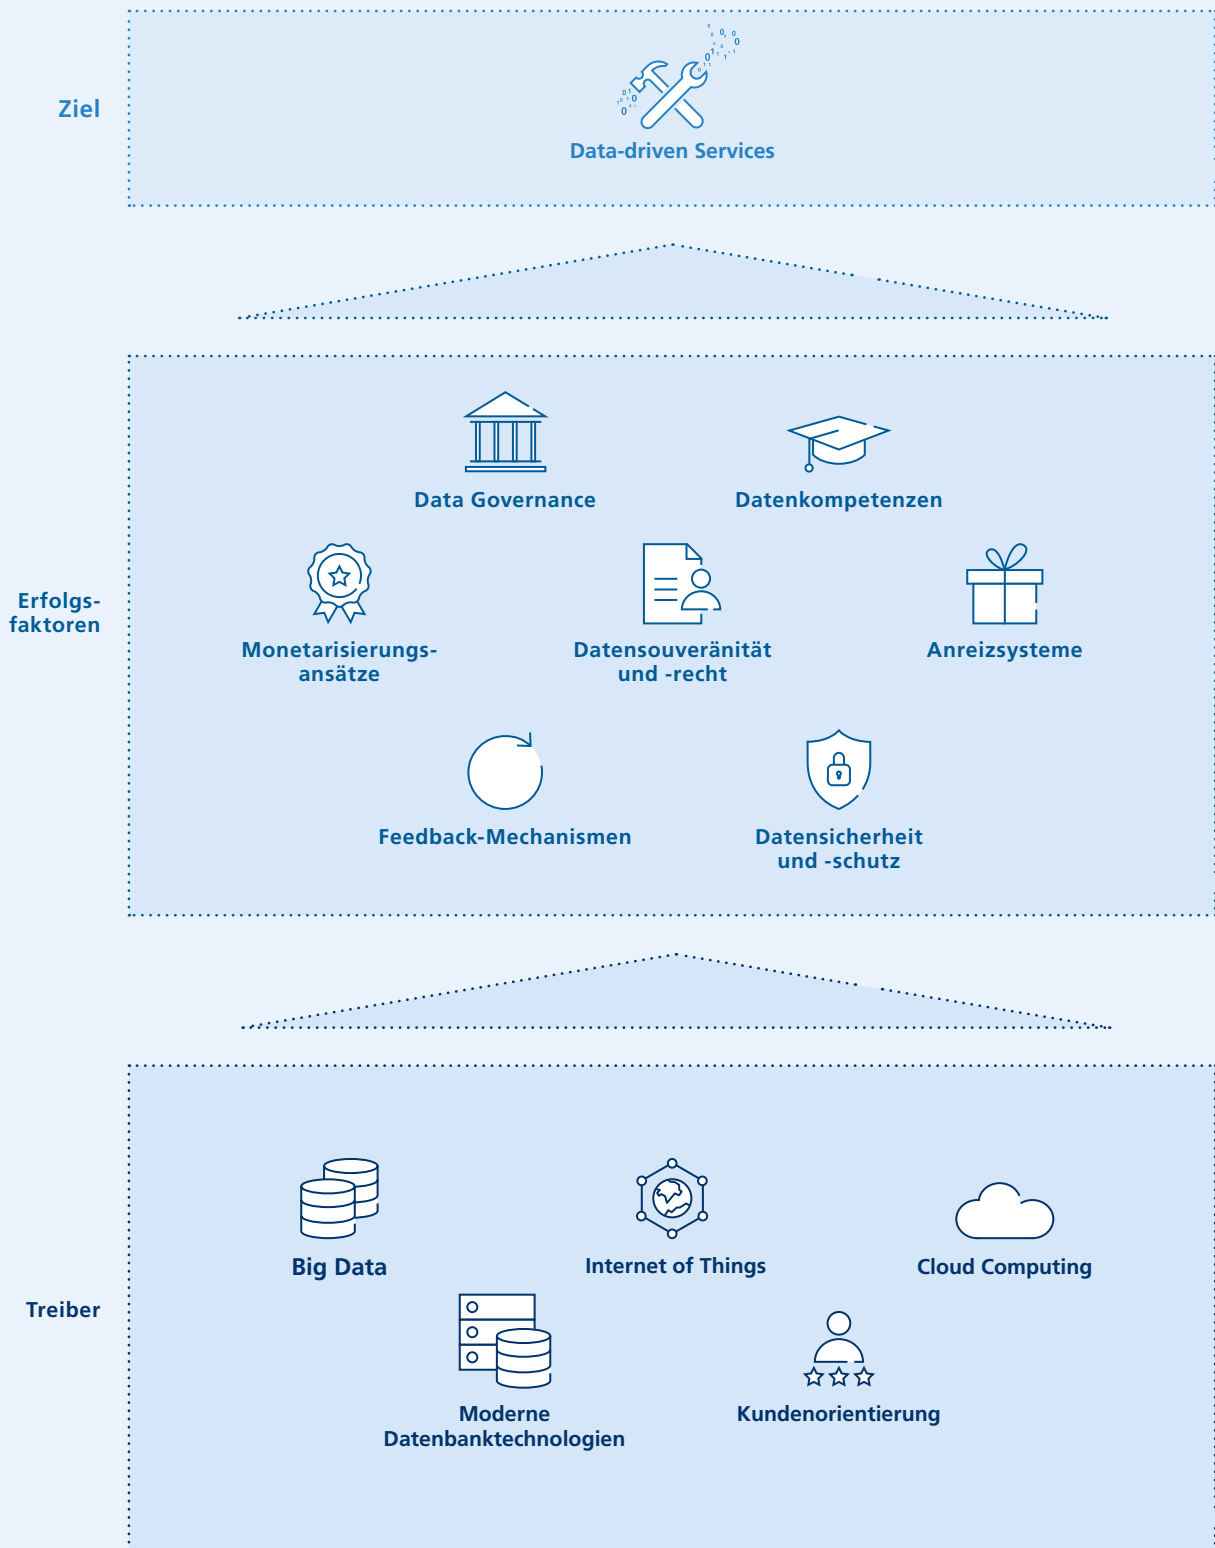 Ziel
Data-driven Services
Erfolgs-
faktoren
Data Governance
Datenkompetenzen
Monetarisierungs-
ansätze
Datensouveränität
und -recht
Anreizsysteme
Feedback-Mechanismen
Datensicherheit
und -schutz
Treiber
Big Data
Internet of Things
Cloud Computing
Moderne
Datenbanktechnologien
Kundenorientierung